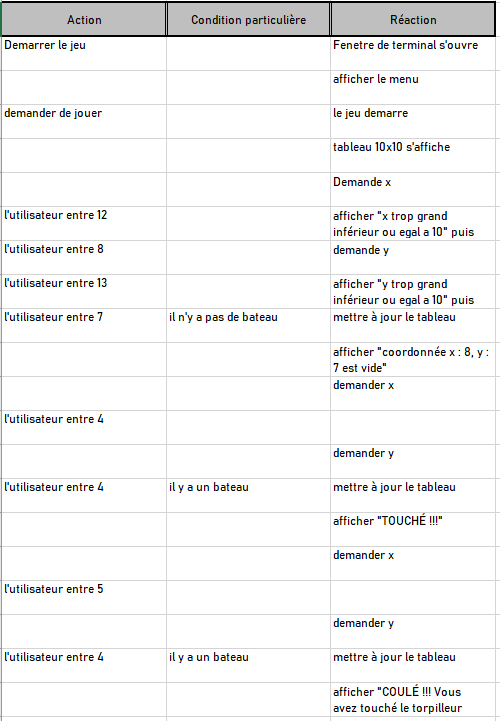 Action Condition particulière Réaction
Demarrer le jeu Fenetre de terminal s'ouvre
afficher le menu
demander de jouer le jeu demarre
tableau 10x10 s'affiche
Demande x
l'utilisateur entre 12 afficher "x trop grand
inférieur ou egal a 10" puis
l'utilisateur entre 8 demande y
l'utilisateur entre 13 afficher "y trop grand
inférieur ou egal a 10" puis
l'utilisateur entre 7 il n'y a pas de bateau mettre à jour le tableau
afficher "coordonnée x : 8, y :
7 est vide"
demander x
l'utilisateur entre 4
demander y
l'utilisateur entre 4 il y a un bateau mettre à jour le tableau
afficher "TOUCHÉ !!!"
demander x
l'utilisateur entre 5
demander y
l'utilisateur entre 4 il y a un bateau mettre à jour le tableau
afficher "COULÉ !!! Vous
avez touché le torpilleur